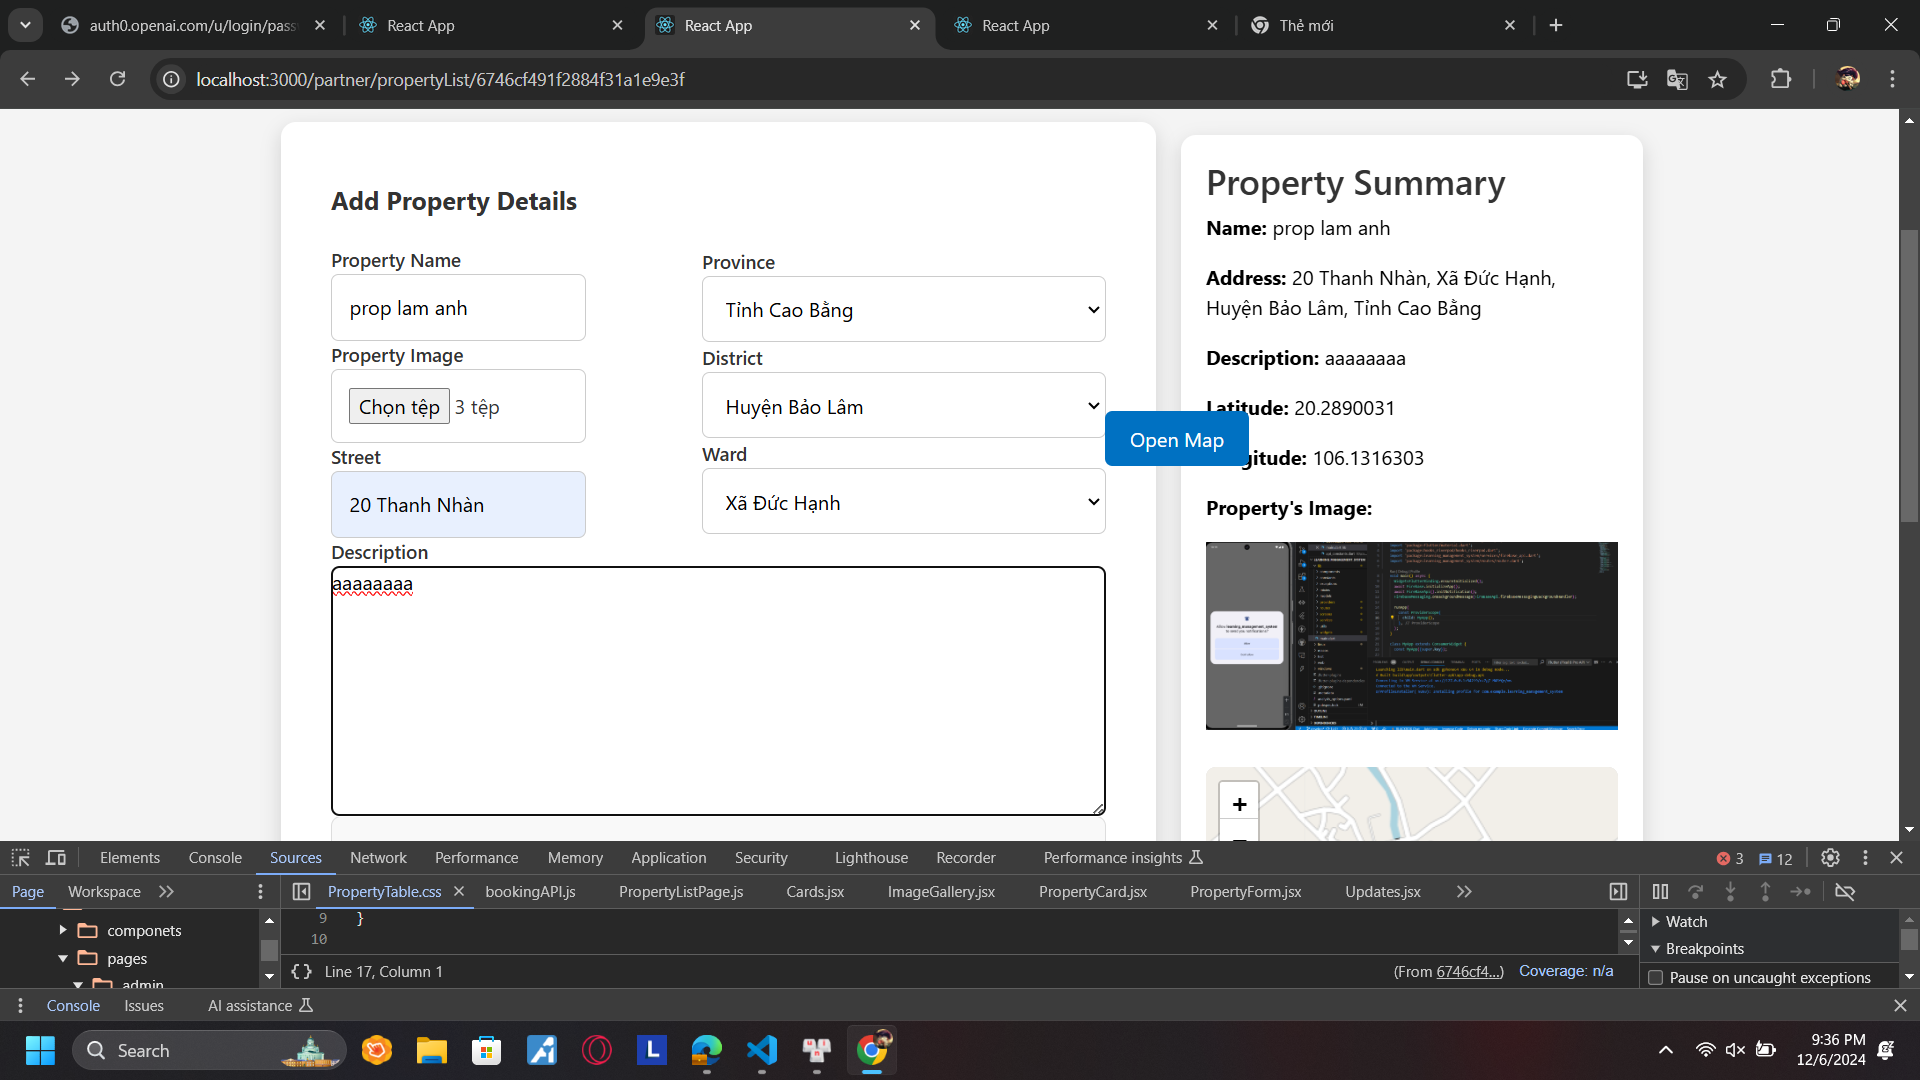 auth0.openai.com/u/login/pass
React App
React App
React App
Thẻ mới
localhost:3000/partner/propertyList/6746cf491f2884f31a1e9e3f
Add Property Details
Property Name
prop lam anh
Property Image
Chọn tệp 3 tệp
Street
20 Thanh Nhàn
Province
Tỉnh Cao Bằng
District
Huyện Bảo Lâm
Ward
Xã Đức Hạnh
Open Map
Description
aaaaaaaa
Property Summary
Name: prop lam anh
Address: 20 Thanh Nhàn, Xã Đức Hạnh,
Huyện Bảo Lâm, Tỉnh Cao Bằng
Description: aaaaaaaa
Latitude: 20.2890031
gitude: 106.1316303
Property's Image:
+
Elements Console Sources Network Performance Memory Application Security Lighthouse Recorder Performance insights 3 12
Page Workspace PropertyTable.css bookingAPI.js PropertyListPage.js Cards.jsx ImageGallery.jsx PropertyCard.jsx PropertyForm.jsx Updates.jsx
componets
pages
admin
9 }
10
{} Line 17, Column 1 (From 6746cf4...) Coverage: n/a
Watch
Breakpoints
Pause on uncaught exceptions
Console Issues AI assistance
Search
L
9:36 PM
12/6/2024